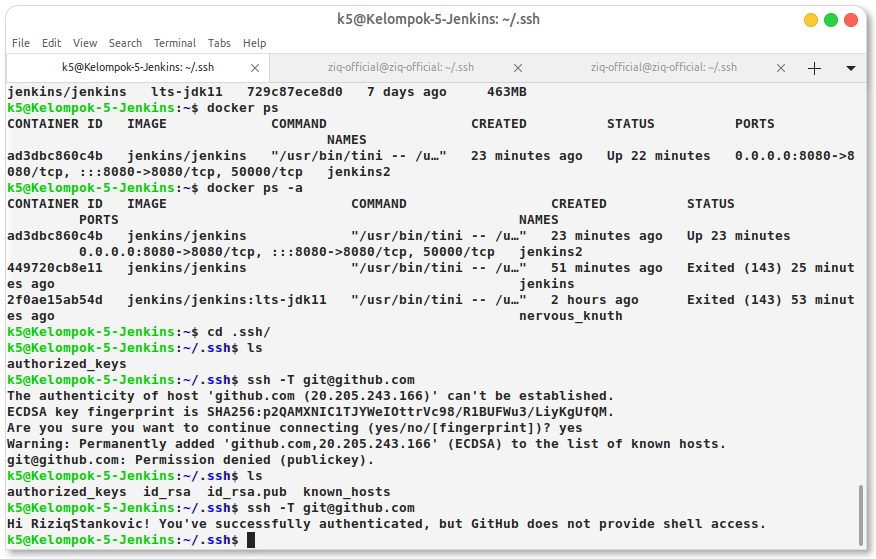 k5@Kelompok-5-Jenkins: ~/.ssh
File Edit View Search Terminal Tabs Help
k5@Kelompok-5-Jenkins: ~/.ssh × ziq-official@ziq-official: ~/.ssh × ziq-official@ziq-official: ~/.ssh ×
jenkins/jenkins   lts-jdk11   729c87ece8d0   7 days ago     463MB
k5@Kelompok-5-Jenkins:~$ docker ps
CONTAINER ID   IMAGE             COMMAND                  CREATED          STATUS          PORTS
                                        NAMES
ad3dbc860c4b   jenkins/jenkins   "/usr/bin/tini -- /u…"   23 minutes ago   Up 22 minutes   0.0.0.0:8080->8
080/tcp, :::8080->8080/tcp, 50000/tcp   jenkins2
k5@Kelompok-5-Jenkins:~$ docker ps -a
CONTAINER ID   IMAGE                       COMMAND                  CREATED          STATUS
         PORTS                                                  NAMES
ad3dbc860c4b   jenkins/jenkins             "/usr/bin/tini -- /u…"   23 minutes ago   Up 23 minutes
         0.0.0.0:8080->8080/tcp, :::8080->8080/tcp, 50000/tcp   jenkins2
449720cb8e11   jenkins/jenkins             "/usr/bin/tini -- /u…"   51 minutes ago   Exited (143) 25 minut
es ago                                                          jenkins
2f0ae15ab54d   jenkins/jenkins:lts-jdk11   "/usr/bin/tini -- /u…"   2 hours ago      Exited (143) 53 minut
es ago                                                          nervous_knuth
k5@Kelompok-5-Jenkins:~$ cd .ssh/
k5@Kelompok-5-Jenkins:~/.ssh$ ls
authorized_keys
k5@Kelompok-5-Jenkins:~/.ssh$ ssh -T git@github.com
The authenticity of host 'github.com (20.205.243.166)' can't be established.
ECDSA key fingerprint is SHA256:p2QAMXNIC1TJYWeIOttrVc98/R1BUFWu3/LiyKgUfQM.
Are you sure you want to continue connecting (yes/no/[fingerprint])? yes
Warning: Permanently added 'github.com,20.205.243.166' (ECDSA) to the list of known hosts.
git@github.com: Permission denied (publickey).
k5@Kelompok-5-Jenkins:~/.ssh$ ls
authorized_keys  id_rsa  id_rsa.pub  known_hosts
k5@Kelompok-5-Jenkins:~/.ssh$ ssh -T git@github.com
Hi RiziqStankovic! You've successfully authenticated, but GitHub does not provide shell access.
k5@Kelompok-5-Jenkins:~/.ssh$